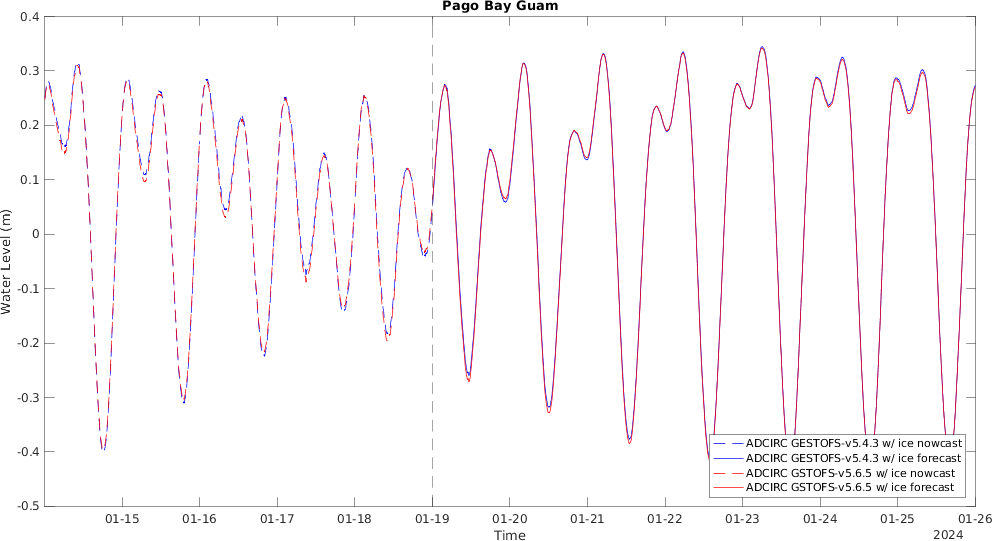 Pago Bay Guam
0.4
0.3
0.2
0.1
0
-0.1
-0.2
-0.3
-0.4
-0.5
Water Level (m)
ADCIRC GESTOFS-v5.4.3 w/ ice nowcast
ADCIRC GESTOFS-v5.4.3 w/ ice forecast
ADCIRC GSTOFS-v5.6.5 w/ ice nowcast
ADCIRC GSTOFS-v5.6.5 w/ ice forecast
01-15 01-16 01-17 01-18 01-19 01-20 01-21 01-22 01-23 01-24 01-25 01-26
Time
2024